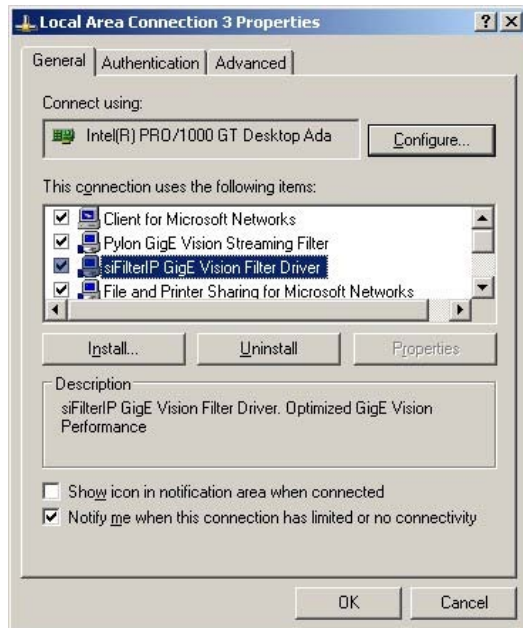 Local Area Connection 3 Properties
General Authentication Advanced
Connect using:
Intel(R) PRO/1000 GT Desktop Ada
Configure...
This connection uses the following items:
Client for Microsoft Networks
Pylon GigE Vision Streaming Filter
siFilterIP GigE Vision Filter Driver
File and Printer Sharing for Microsoft Networks
Install... Uninstall Properties
Description
siFilterIP GigE Vision Filter Driver. Optimized GigE Vision
Performance
Show icon in notification area when connected
Notify me when this connection has limited or no connectivity
OK Cancel